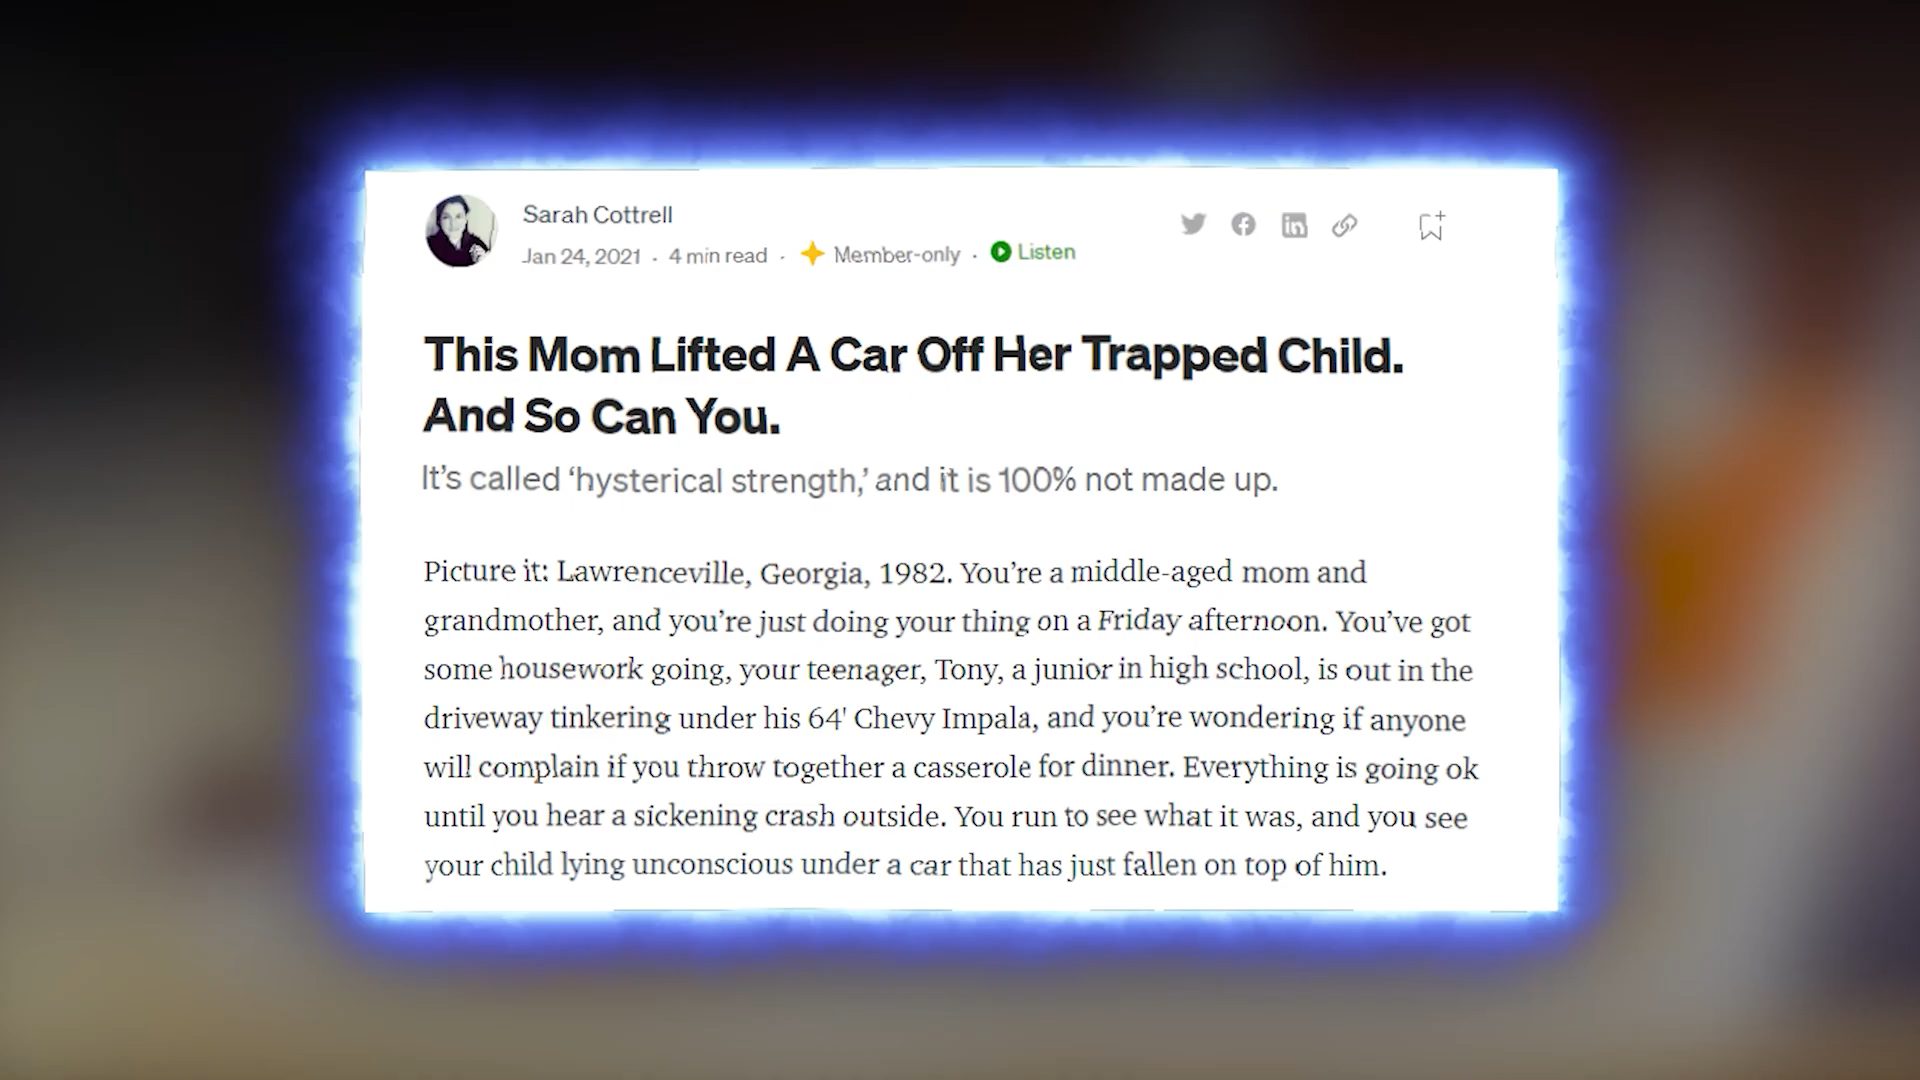 Sarah Cottrell
Jan 24, 2021 · 4 min read · Member-only · Listen
This Mom Lifted A Car Off Her Trapped Child.
And So Can You.
It's called ‘hysterical strength,’ and it is 100% not made up.
Picture it: Lawrenceville, Georgia, 1982. You're a middle-aged mom and
grandmother, and you're just doing your thing on a Friday afternoon. You've got
some housework going, your teenager, Tony, a junior in high school, is out in the
driveway tinkering under his 64' Chevy Impala, and you're wondering if anyone
will complain if you throw together a casserole for dinner. Everything is going ok
until you hear a sickening crash outside. You run to see what it was, and you see
your child lying unconscious under a car that has just fallen on top of him.